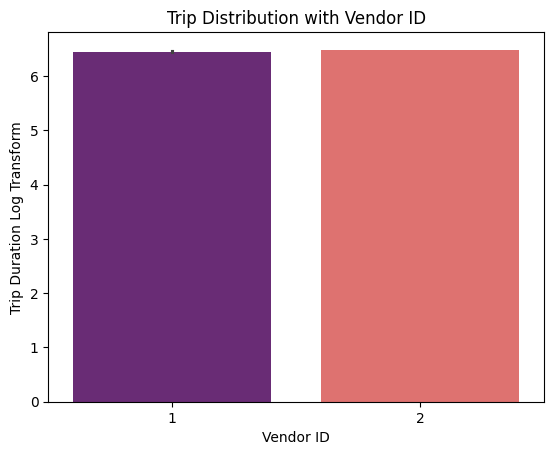 Trip Distribution with Vendor ID
Trip Duration Log Transform
6
5
4
3
2
1
0
1 2
Vendor ID